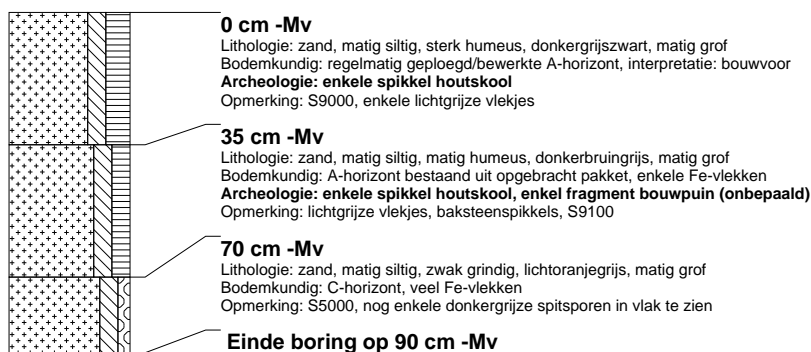 0 cm -Mv
Lithologie: zand, matig siltig, sterk humeus, donkergrijszwart, matig grof
Bodemkundig: regelmatig geploegd/bewerkte A-horizont, interpretatie: bouwvoor
Archeologie: enkele spikkel houtskool
Opmerking: S9000, enkele lichtgrijze vlekjes
35 cm -Mv
Lithologie: zand, matig siltig, matig humeus, donkerbruingrijs, matig grof
Bodemkundig: A-horizont bestaand uit opgebracht pakket, enkele Fe-vlekken
Archeologie: enkele spikkel houtskool, enkel fragment bouwpuin (onbepaald)
Opmerking: lichtgrijze vlekjes, baksteenspikkels, S9100
70 cm -Mv
Lithologie: zand, matig siltig, zwak grindig, lichtoranjegrijs, matig grof
Bodemkundig: C-horizont, veel Fe-vlekken
Opmerking: S5000, nog enkele donkergrijze spitsporen in vlak te zien
Einde boring op 90 cm -Mv